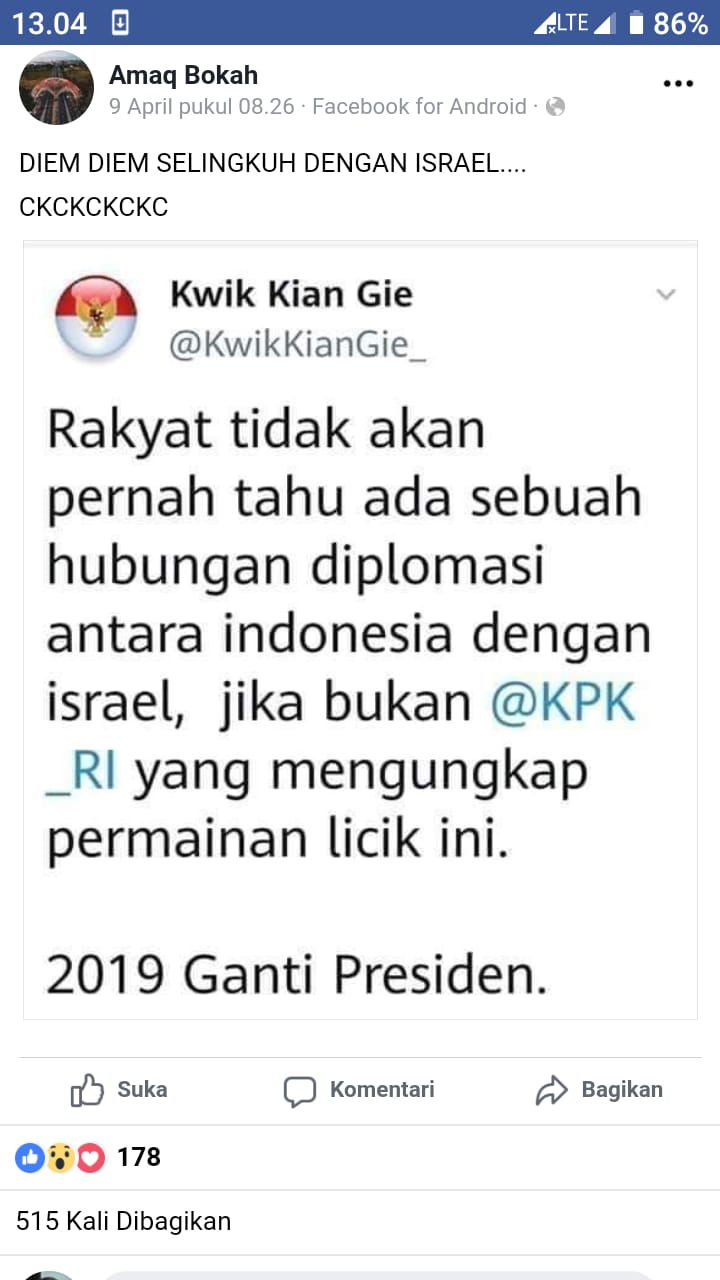 13.04 LTE 86%
Amaq Bokah
9 April pukul 08.26 · Facebook for Android ·
DIEM DIEM SELINGKUH DENGAN ISRAEL....
CKCKCKCKC
Kwik Kian Gie
@KwikKianGie_
Rakyat tidak akan
pernah tahu ada sebuah
hubungan diplomasi
antara indonesia dengan
israel, jika bukan @KPK
_RI yang mengungkap
permainan licik ini.
2019 Ganti Presiden.
Suka Komentari Bagikan
178
515 Kali Dibagikan